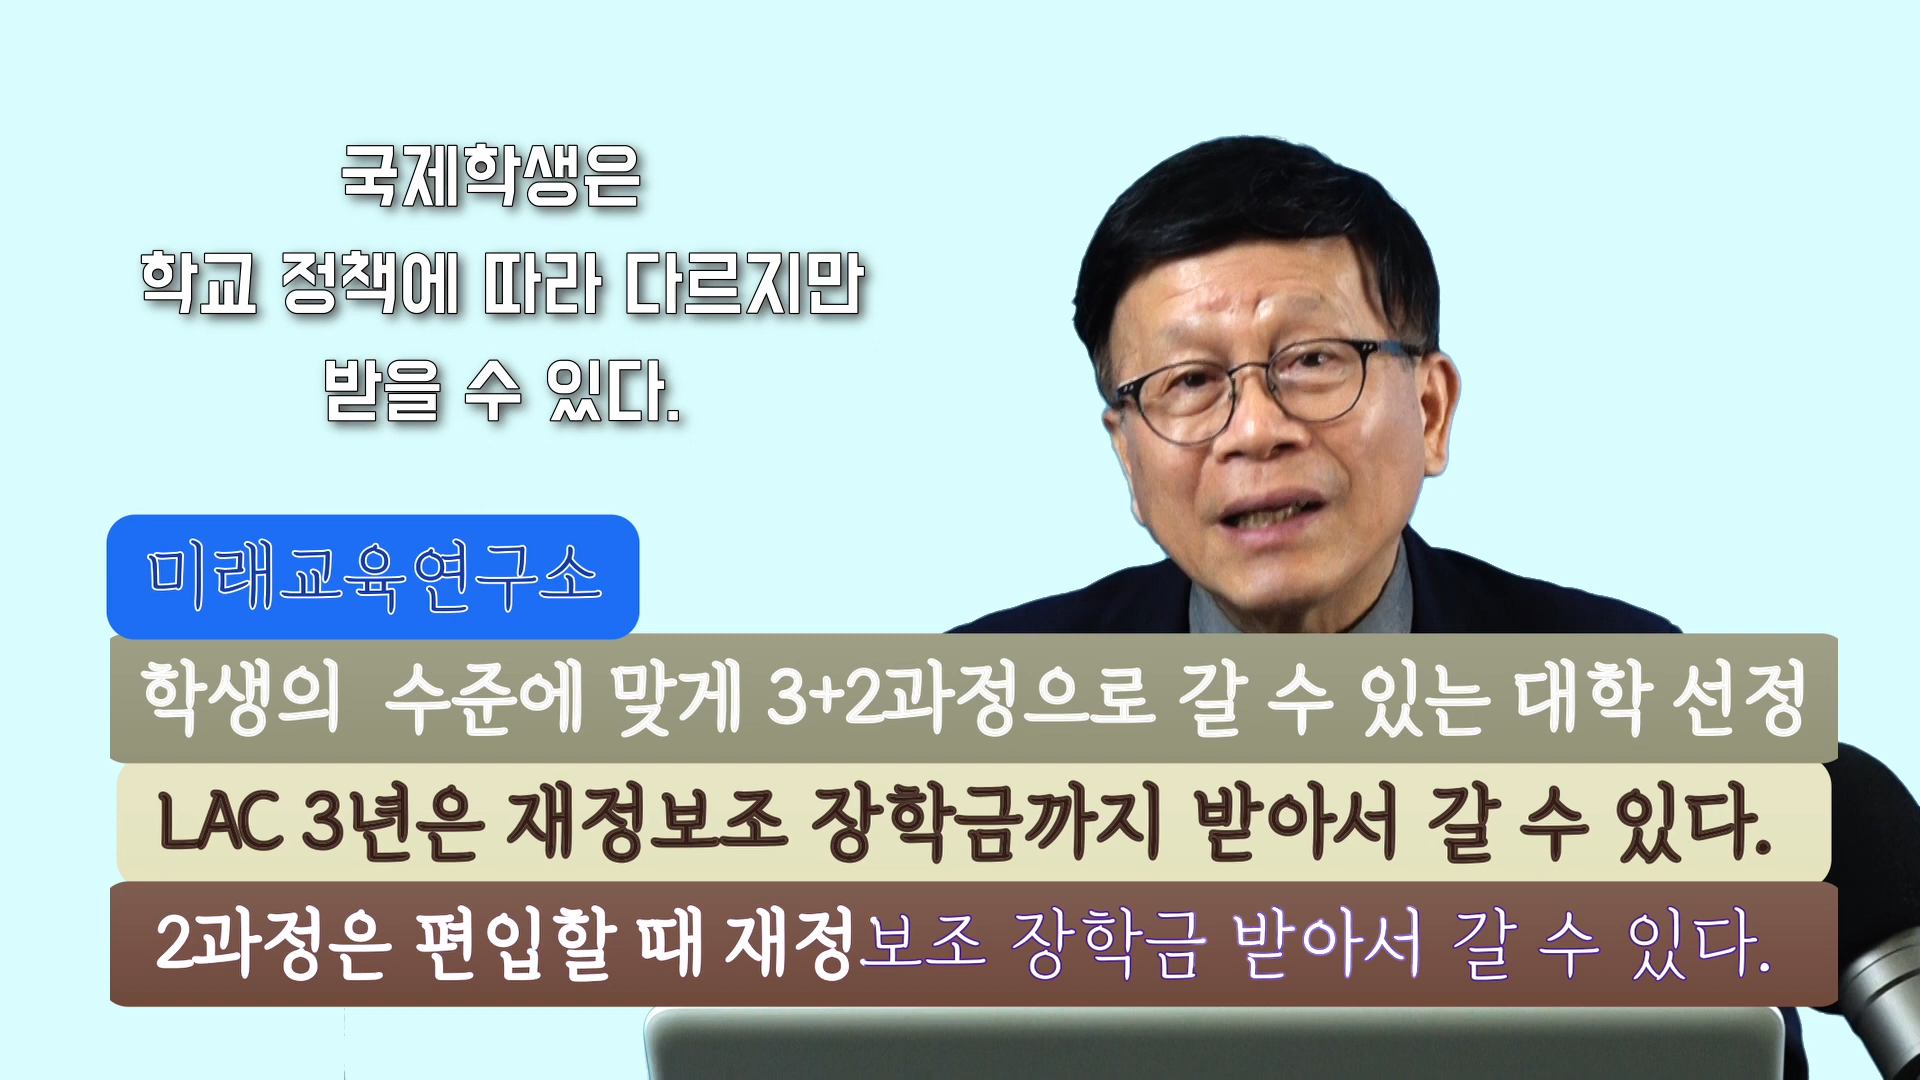 국제학생은
학교 정책에 따라 다르지만
받을 수 있다.
미래교육연구소
학생의 수준에 맞게 3+2과정으로 갈 수 있는 대학 선정
LAC 3년은 재정보조 장학금까지 받아서 갈 수 있다.
2과정은 편입할 때 재정보조 장학금 받아서 갈 수 있다.